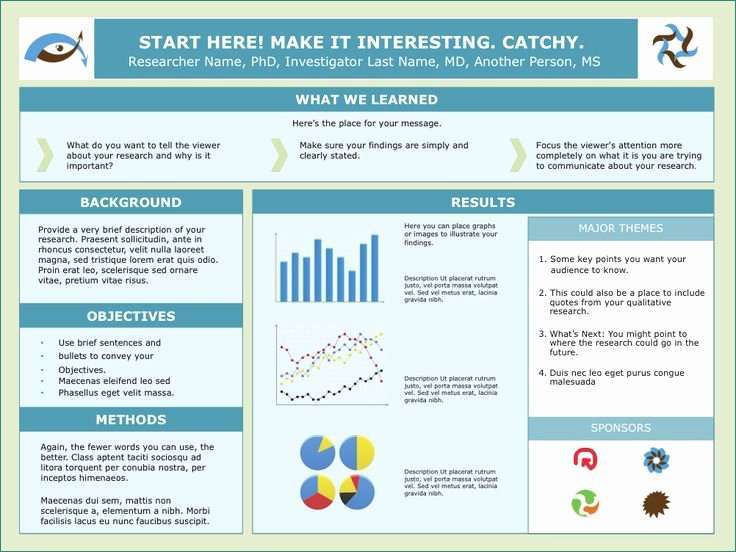 START HERE! MAKE IT INTERESTING. CATCHY.
Researcher Name, PhD, Investigator Last Name, MD, Another Person, MS
WHAT WE LEARNED
Here's the place for your message.
What do you want to tell the viewer
about your research and why is it
important?
Make sure your findings are simply and
clearly stated.
Focus the viewer's attention more
completely on what it is you are trying
to communicate about your research.
BACKGROUND
Provide a very brief description of your
research. Praesent sollicitudin, ante in
rhoncus consectetur, velit nulla laoreet
magna, sed tristique lorem erat quis odio.
Proin erat leo, scelerisque sed ornare
vitae, pretium vitae risus.
OBJECTIVES
• Use brief sentences and
• bullets to convey your
• Objectives.
• Maecenas eleifend leo sed
• Phasellus eget velit massa.
METHODS
Again, the fewer words you can use, the
better. Class aptent taciti sociosqu ad
litora torquent per conubia nostra, per
inceptos himenaeos.
Maecenas dui sem, mattis non
scelerisque a, elementum a nibh. Morbi
facilisis lacus eu nunc faucibus suscipit.
RESULTS
Here you can place graphs
or images to illustrate your
findings.
Description Ut placerat rutrum
justo, vel porta massa volutpat
vel. Sed vel metus erat, lacinia
gravida nibh.
Description Ut placerat rutrum
justo, vel porta massa volutpat
vel. Sed vel metus erat, lacinia
gravida nibh.
Description Ut placerat rutrum
justo, vel porta massa volutpat
vel. Sed vel metus erat, lacinia
gravida nibh.
MAJOR THEMES
1. Some key points you want your
audience to know.
2. This could also be a place to include
quotes from your qualitative
research.
3. What's Next: You might point to
where the research could go in the
future.
4. Duis nec leo eget purus congue
malesuada
SPONSORS